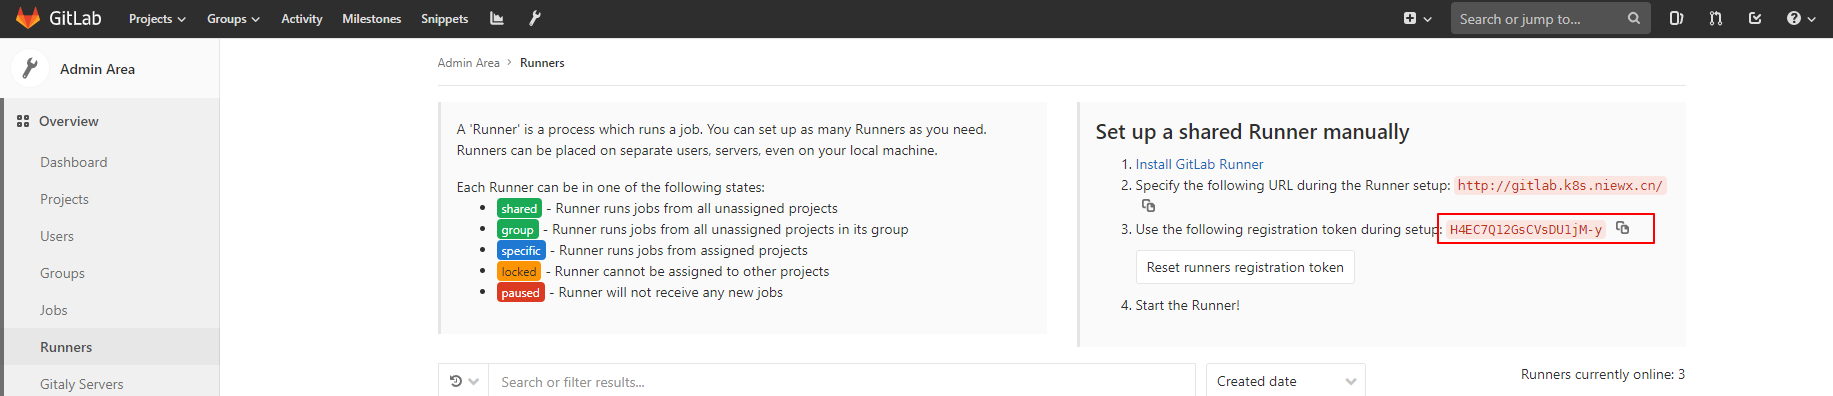 GitLab Projects Groups Activity Milestones Snippets Search or jump to...
Admin Area
Overview
Dashboard
Projects
Users
Groups
Jobs
Runners
Gitaly Servers
Admin Area > Runners
A 'Runner' is a process which runs a job. You can set up as many Runners as you need.
Runners can be placed on separate users, servers, even on your local machine.
Each Runner can be in one of the following states:
shared - Runner runs jobs from all unassigned projects
group - Runner runs jobs from all unassigned projects in its group
specific - Runner runs jobs from assigned projects
locked - Runner cannot be assigned to other projects
paused - Runner will not receive any new jobs
Set up a shared Runner manually
1. Install GitLab Runner
2. Specify the following URL during the Runner setup: http://gitlab.k8s.niewx.cn/
3. Use the following registration token during setup: H4EC7Q12GsCVsDU1jM-y
Reset runners registration token
4. Start the Runner!
Search or filter results...
Created date
Runners currently online: 3